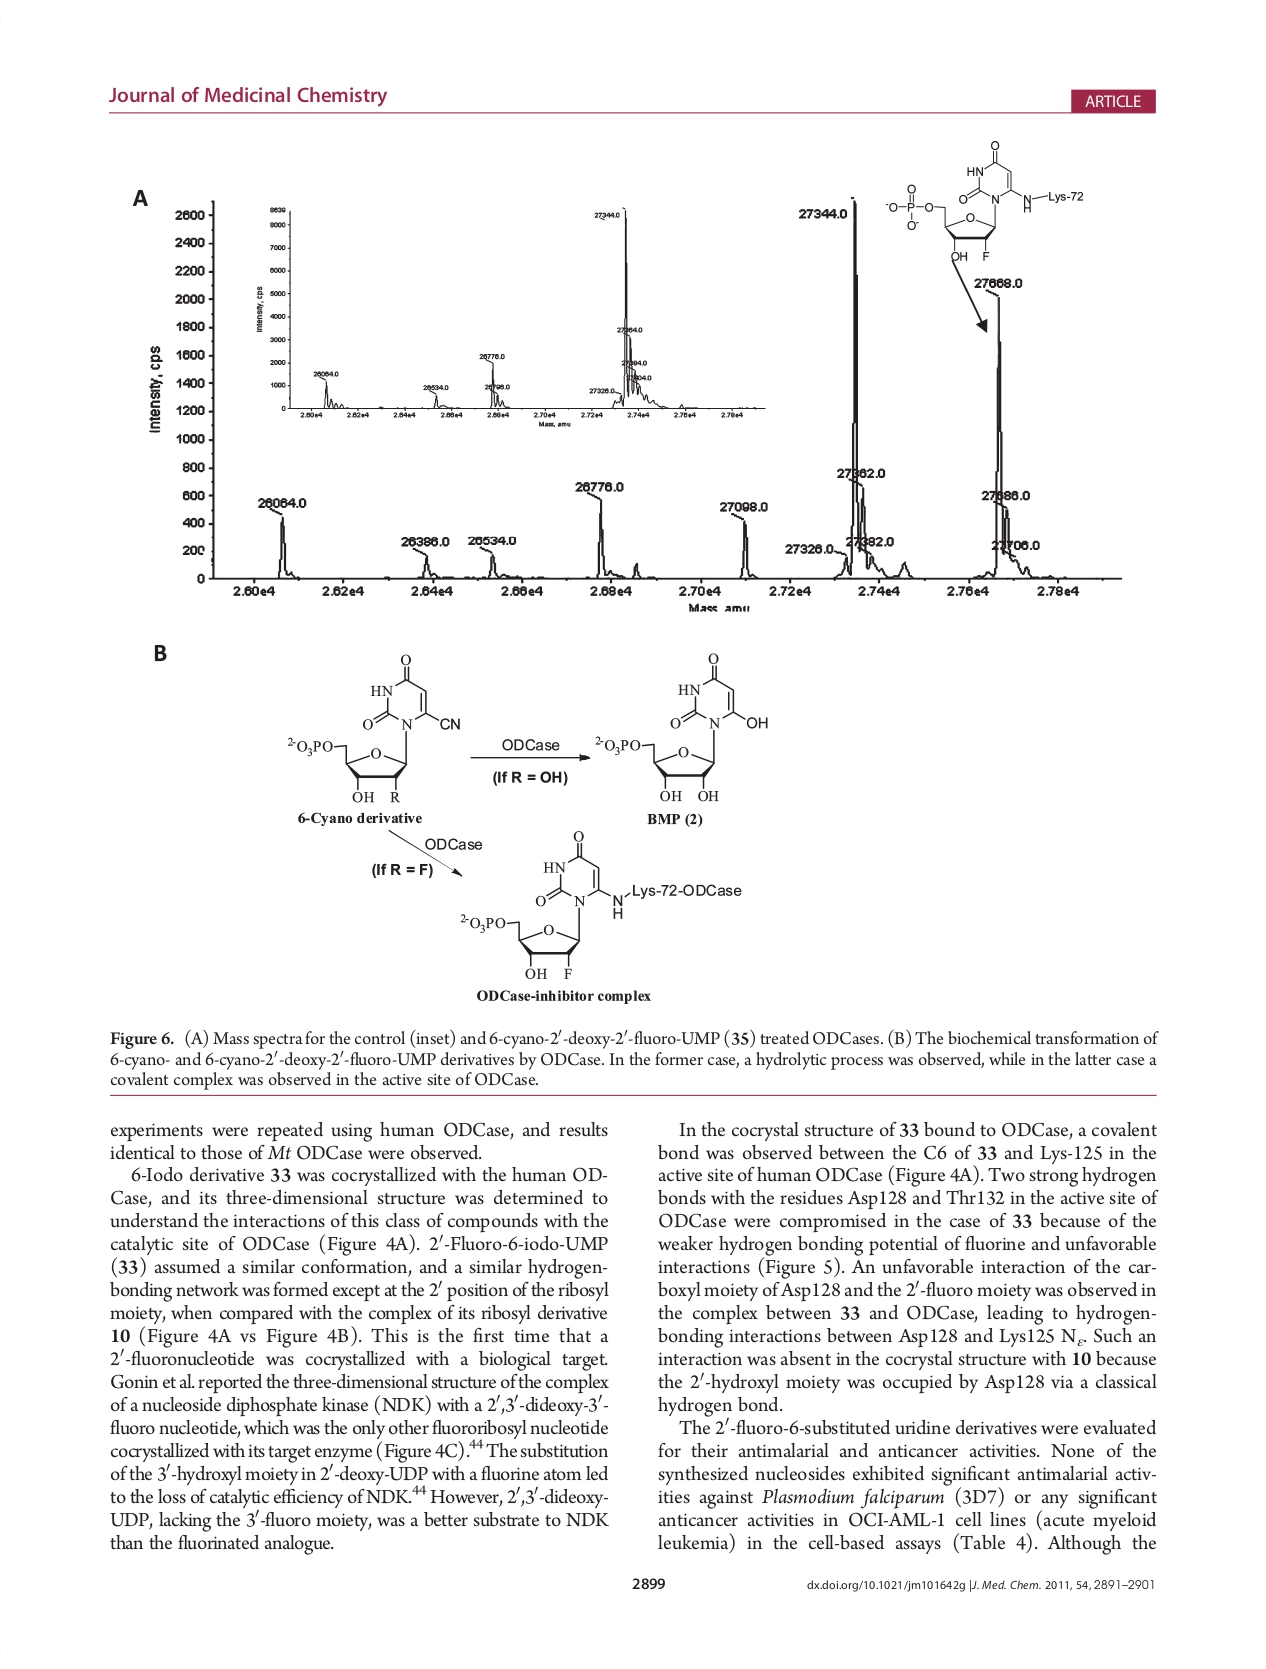 Journal of Medicinal Chemistry
ARTICLE
A
27344.0
27668.0
27362.0
27382.0
27326.0
27686.0
27706.0
26064.0
26386.0
26534.0
26776.0
27098.0
Intensity, cps
2600
2400
2200
2000
1800
1600
1400
1200
1000
800
600
400
200
0
2.60e4 2.62e4 2.64e4 2.66e4 2.68e4 2.70e4 2.72e4 2.74e4 2.76e4 2.78e4
Mass, amu
8639
8000
7000
6000
5000
4000
3000
2000
1000
0
Intensity, cps
26064.0
26534.0
26776.0
26798.0
27326.0
27344.0
2.60e4 2.62e4 2.64e4 2.66e4 2.68e4 2.70e4 2.72e4 2.74e4 2.76e4 2.78e4
Mass, amu
O
HN
O
N
N
H
Lys-72
O
-O
P
O
O-
O
OH
F
B
O
HN
O
N
CN
2-O3PO
O
OH R
6-Cyano derivative
ODCase
(If R = OH)
O
HN
O
N
OH
2-O3PO
O
OH OH
BMP (2)
ODCase
(If R = F)
O
HN
O
N
N
H
Lys-72-ODCase
2-O3PO
O
OH F
ODCase-inhibitor complex
Figure 6. (A) Mass spectra for the control (inset) and 6-cyano-2′-deoxy-2′-fluoro-UMP (35) treated ODCases. (B) The biochemical transformation of
6-cyano- and 6-cyano-2′-deoxy-2′-fluoro-UMP derivatives by ODCase. In the former case, a hydrolytic process was observed, while in the latter case a
covalent complex was observed in the active site of ODCase.
experiments were repeated using human ODCase, and results
identical to those of Mt ODCase were observed.
6-Iodo derivative 33 was cocrystallized with the human OD-
Case, and its three-dimensional structure was determined to
understand the interactions of this class of compounds with the
catalytic site of ODCase (Figure 4A). 2′-Fluoro-6-iodo-UMP
(33) assumed a similar conformation, and a similar hydrogen-
bonding network was formed except at the 2′ position of the ribosyl
moiety, when compared with the complex of its ribosyl derivative
10 (Figure 4A vs Figure 4B). This is the first time that a
2′-fluoronucleotide was cocrystallized with a biological target.
Gonin et al. reported the three-dimensional structure of the complex
of a nucleoside diphosphate kinase (NDK) with a 2′,3′-dideoxy-3′-
fluoro nucleotide, which was the only other fluororibosyl nucleotide
cocrystallized with its target enzyme (Figure 4C).44 The substitution
of the 3′-hydroxyl moiety in 2′-deoxy-UDP with a fluorine atom led
to the loss of catalytic efficiency of NDK.44 However, 2′,3′-dideoxy-
UDP, lacking the 3′-fluoro moiety, was a better substrate to NDK
than the fluorinated analogue.
In the cocrystal structure of 33 bound to ODCase, a covalent
bond was observed between the C6 of 33 and Lys-125 in the
active site of human ODCase (Figure 4A). Two strong hydrogen
bonds with the residues Asp128 and Thr132 in the active site of
ODCase were compromised in the case of 33 because of the
weaker hydrogen bonding potential of fluorine and unfavorable
interactions (Figure 5). An unfavorable interaction of the car-
boxyl moiety of Asp128 and the 2′-fluoro moiety was observed in
the complex between 33 and ODCase, leading to hydrogen-
bonding interactions between Asp128 and Lys125 Nε. Such an
interaction was absent in the cocrystal structure with 10 because
the 2′-hydroxyl moiety was occupied by Asp128 via a classical
hydrogen bond.
The 2′-fluoro-6-substituted uridine derivatives were evaluated
for their antimalarial and anticancer activities. None of the
synthesized nucleosides exhibited significant antimalarial activ-
ities against Plasmodium falciparum (3D7) or any significant
anticancer activities in OCI-AML-1 cell lines (acute myeloid
leukemia) in the cell-based assays (Table 4). Although the
2899
dx.doi.org/10.1021/jm101642g |J. Med. Chem. 2011, 54, 2891–2901